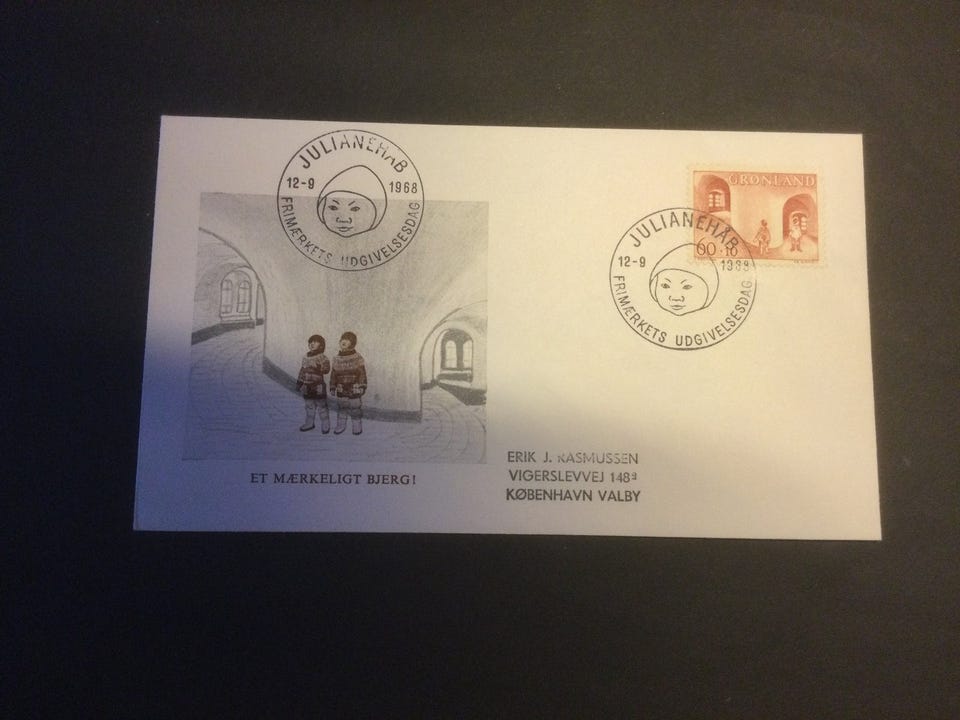 JULIANEHÅB
12-9 1968
FRIMÆRKETS UDGIVELSESDAG
GRØNLAND
60+10
JULIANEHÅB
12-9 1968
FRIMÆRKETS UDGIVELSESDAG
ET MÆRKELIGT BJERG!
ERIK J. RASMUSSEN
VIGERSLEVVEJ 148ª
KØBENHAVN VALBY